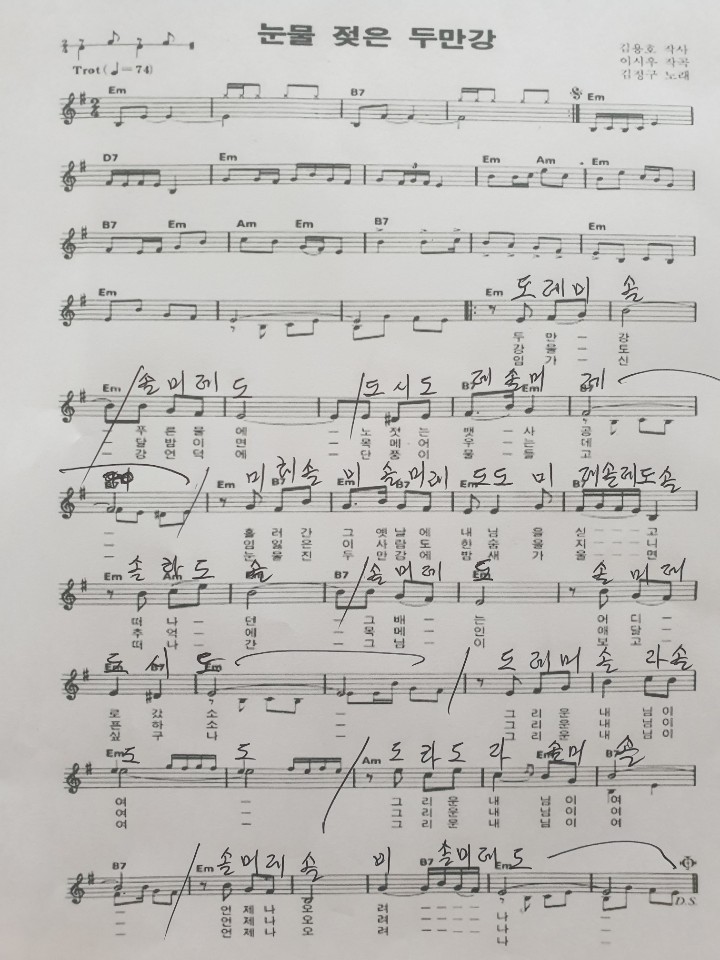 눈물 젖은 두만강
김용호 작사
이시우 작곡
김정구 노래
Trot (♩=74)
Em B7 Em
D7 Em Em Am Em
B7 Em Am Em B7 Em
Em 도레미 솔
두 만 - 강
강 물 - 도
임 가 - 신
Em 솔미레 도 도시도 레솔미 레
- 푸 른 물 에 - 노 젓 는 뱃 - 사 공
- 달 밤 이 면 - 목 메 어 우 - 는 데
- 강 언 덕 에 단 풍 이 물 - 들 고
Em 미 솔 미 솔미레 도도 미 레솔레도솔
- 흘 러 간 그 옛 날 에 내 님 을 싣 - - - 고
- 임 잃 은 이 사 람 도 한 숨 을 지 - - - 니
- 눈 물 진 두 만 강 에 밤 새 가 울 - - - 면
Em 솔 라 도 솔 B7 솔미레 도 솔 미레
떠 나 - 던 - 그 배 - 는 어 디 -
추 억 - 에 - 목 메 - 인 애 달 -
떠 나 - 간 - 그 님 - 이 보 고 -
도 도 도레미 솔 라솔
로 갔 소 - 그 리 운 내 님 이
픈 하 소 - 그 리 운 내 님 이
싶 구 나 - 그 리 운 내 님 이
Em 도 도 Am 도라도 라 Em 솔미 B7 솔
여 - 그 리 운 내 님 이 여
여 - 그 리 운 내 님 이 여
여 - 그 리 운 내 님 이 여
B7 Em 솔미레 솔 미 B7 솔미레 Em 도
D.S.
- 언 제 나 오 려 - - - 나 -
- 언 제 나 오 려 - - - 나 -
- 언 제 나 오 려 - - - 나 -